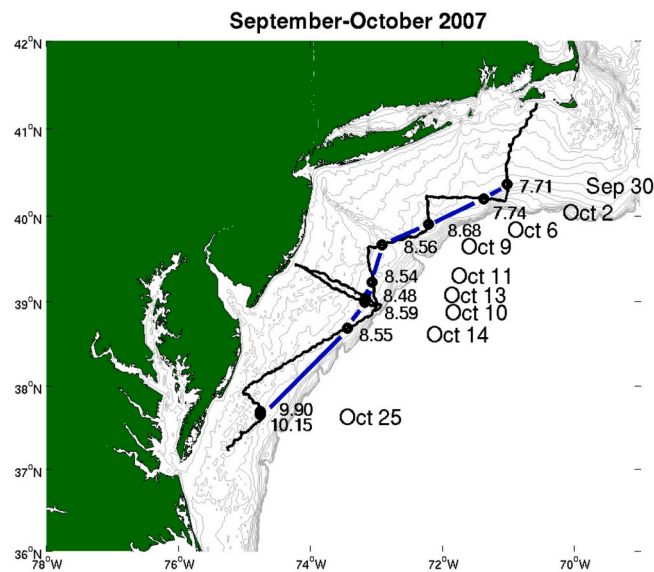 September-October 2007
42°N
41°N
7.71 Sep 30
40°N
7.74 Oct 2
8.68 Oct 6
8.56 Oct 9
8.54 Oct 11
39°N
8.48 Oct 13
8.59 Oct 10
8.55 Oct 14
38°N
9.90 Oct 25
10.15
37°N
36°N
78°W 76°W 74°W 72°W 70°W